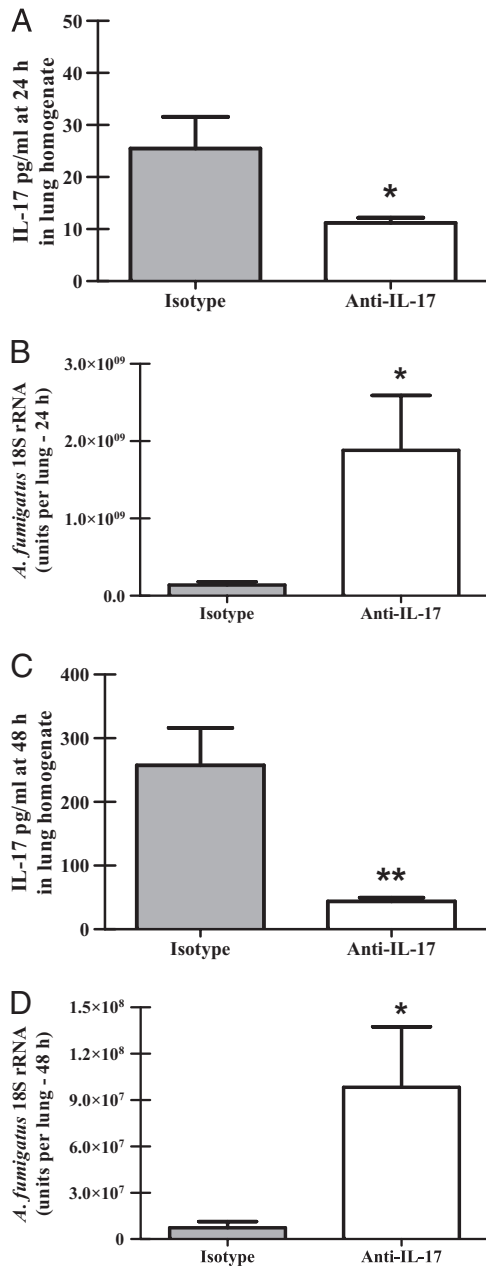 A
IL-17 pg/ml at 24 h
in lung homogenate
50
40
30
20
10
0
*
Isotype Anti-IL-17
B
A. fumigatus 18S rRNA
(units per lung - 24 h)
3.0×10⁰⁹
2.0×10⁰⁹
1.0×10⁰⁹
0.0
*
Isotype Anti-IL-17
C
IL-17 pg/ml at 48 h
in lung homogenate
400
300
200
100
0
**
Isotype Anti-IL-17
D
A. fumigatus 18S rRNA
(units per lung - 48 h)
1.5×10⁸
1.2×10⁸
9.0×10⁷
6.0×10⁷
3.0×10⁷
0
*
Isotype Anti-IL-17